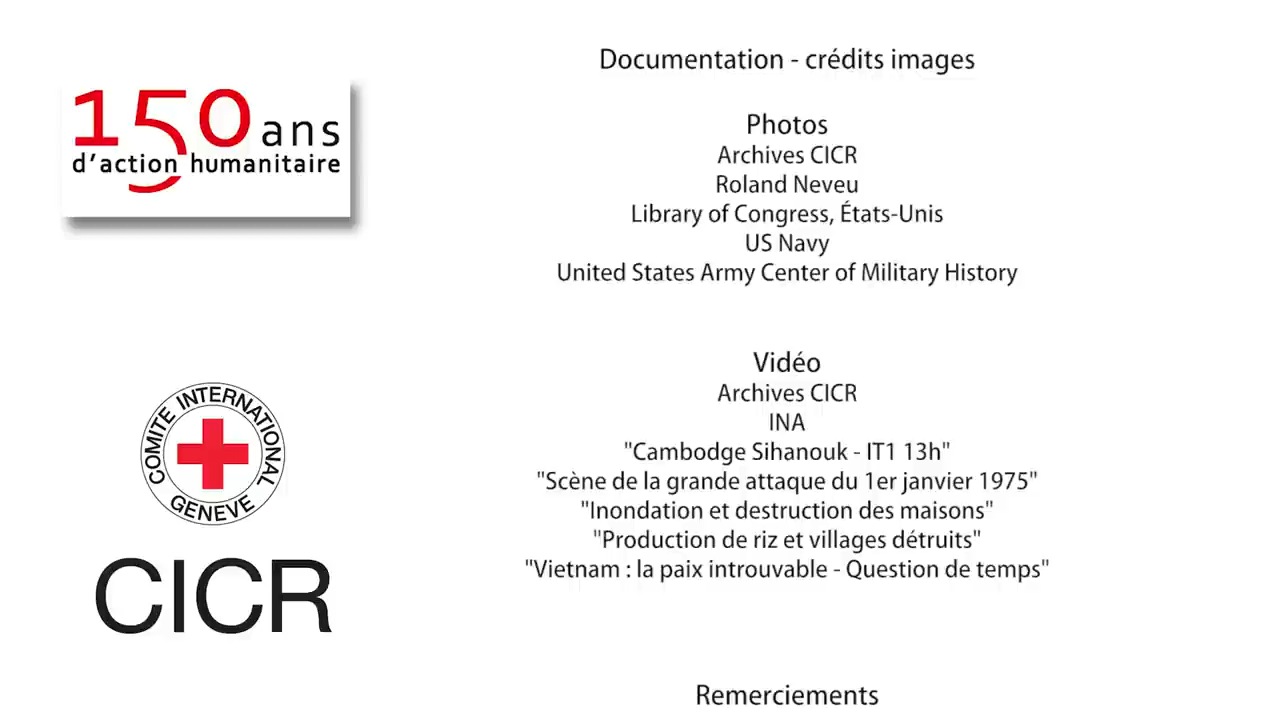 150 ans
d'action humanitaire
COMITE INTERNATIONAL
GENEVE
CICR
Documentation - crédits images
Photos
Archives CICR
Roland Neveu
Library of Congress, États-Unis
US Navy
United States Army Center of Military History
Vidéo
Archives CICR
INA
"Cambodge Sihanouk - IT1 13h"
"Scène de la grande attaque du 1er janvier 1975"
"Inondation et destruction des maisons"
"Production de riz et villages détruits"
"Vietnam : la paix introuvable - Question de temps"
Remerciements